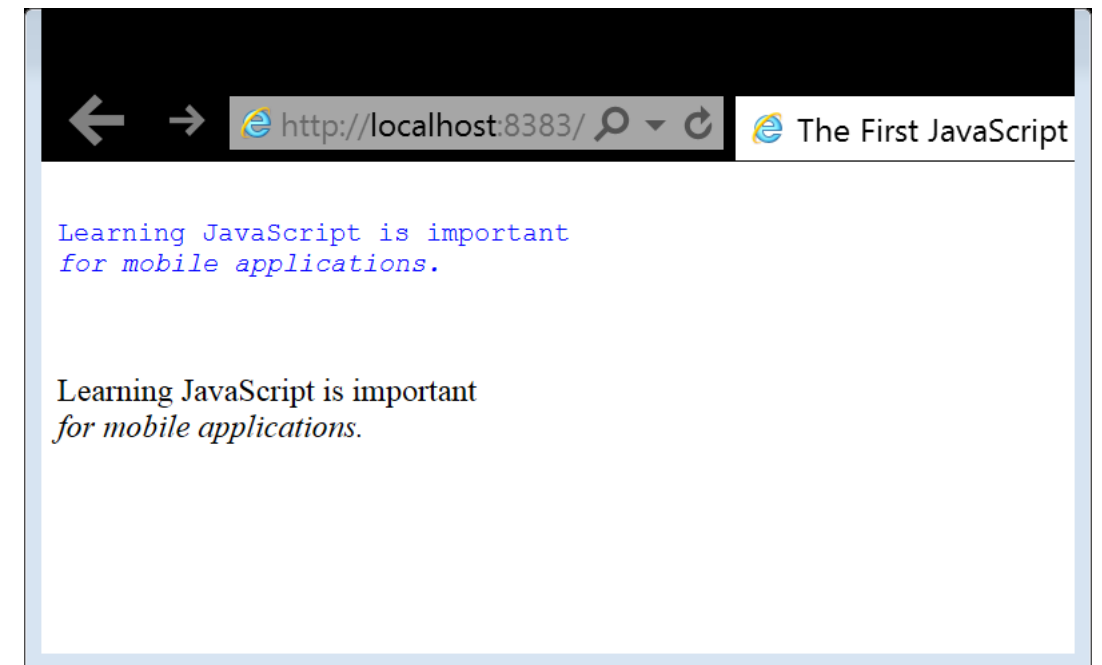 http://localhost:8383/
The First JavaScript
Learning JavaScript is important
for mobile applications.
Learning JavaScript is important
for mobile applications.